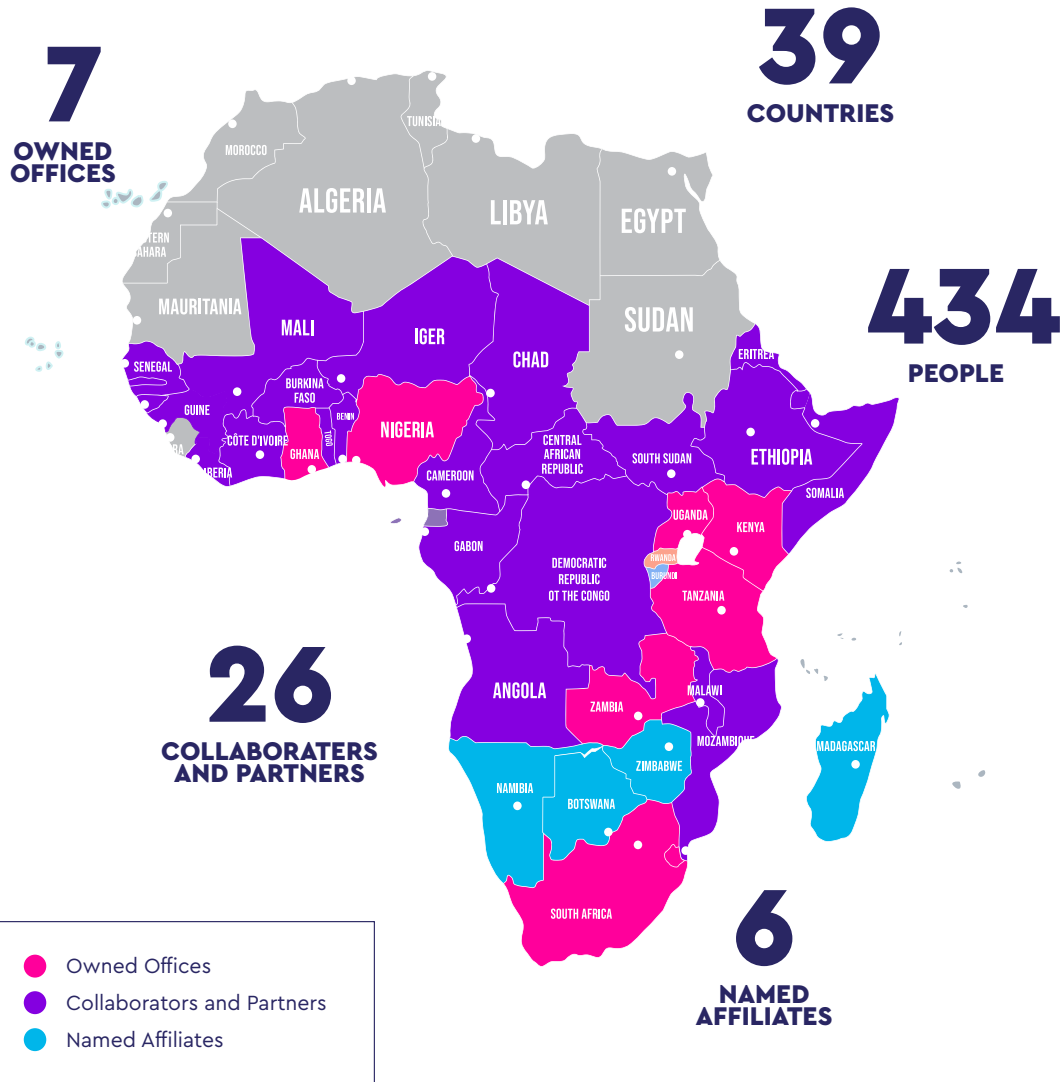 7
OWNED
OFFICES
39
COUNTRIES
434
PEOPLE
26
COLLABORATERS
AND PARTNERS
6
NAMED
AFFILIATES
TUNISIA
MOROCCO
ALGERIA
LIBYA
EGYPT
TERN
AHARA
MAURITANIA
MALI
IGER
CHAD
SUDAN
ERITREA
SENEGAL
BURKINA
FASO
GUINE
BENIN
NIGERIA
CÔTE D'IVOIRE
GHANA
TOGO
BERIA
CENTRAL
AFRICAN
REPUBLIC
CAMEROON
SOUTH SUDAN
ETHIOPIA
SOMALIA
UGANDA
KENYA
GABON
DEMOCRATIC
REPUBLIC
OT THE CONGO
RWANDA
BURUNDI
TANZANIA
ANGOLA
ZAMBIA
MALAWI
MOZAMBIQUE
ZIMBABWE
MADAGASCAR
NAMIBIA
BOTSWANA
SOUTH AFRICA
Owned Offices
Collaborators and Partners
Named Affiliates